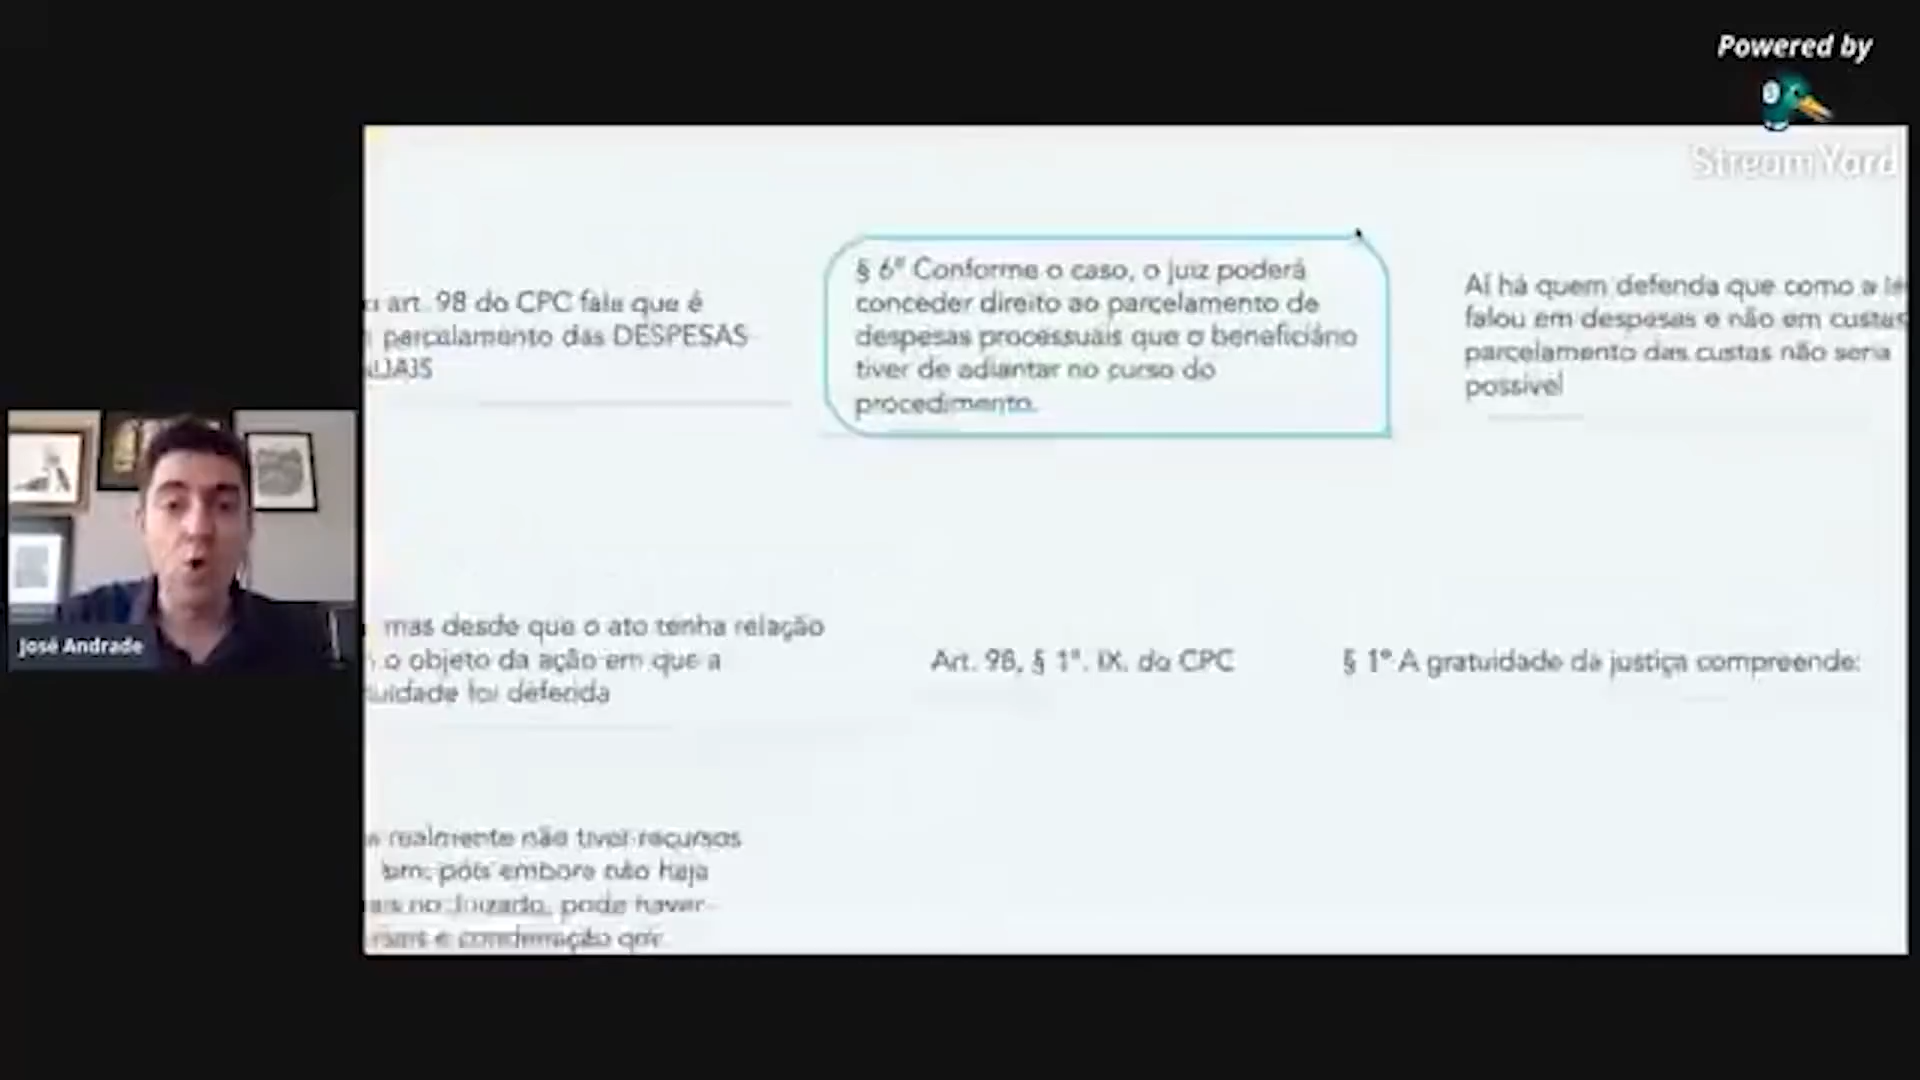 Powered by
StreamYard
art. 98 do CPC fala que é
parcelamento das DESPESAS
UAIS
§ 6º Conforme o caso, o juiz poderá
conceder direito ao parcelamento de
despesas processuais que o beneficiário
tiver de adiantar no curso do
procedimento.
Aí há quem defenda que como a le
falou em despesas e não em custas
parcelamento das custas não seria
possível
mas desde que o ato tenha relação
o objeto da ação em que a
uidade foi deferida
Art. 98, § 1º, IX, do CPC
§ 1º A gratuidade da justiça compreende:
realmente não tiver recursos
pois embora não haja
no Juizado, pode haver
e condenação
José Andrade